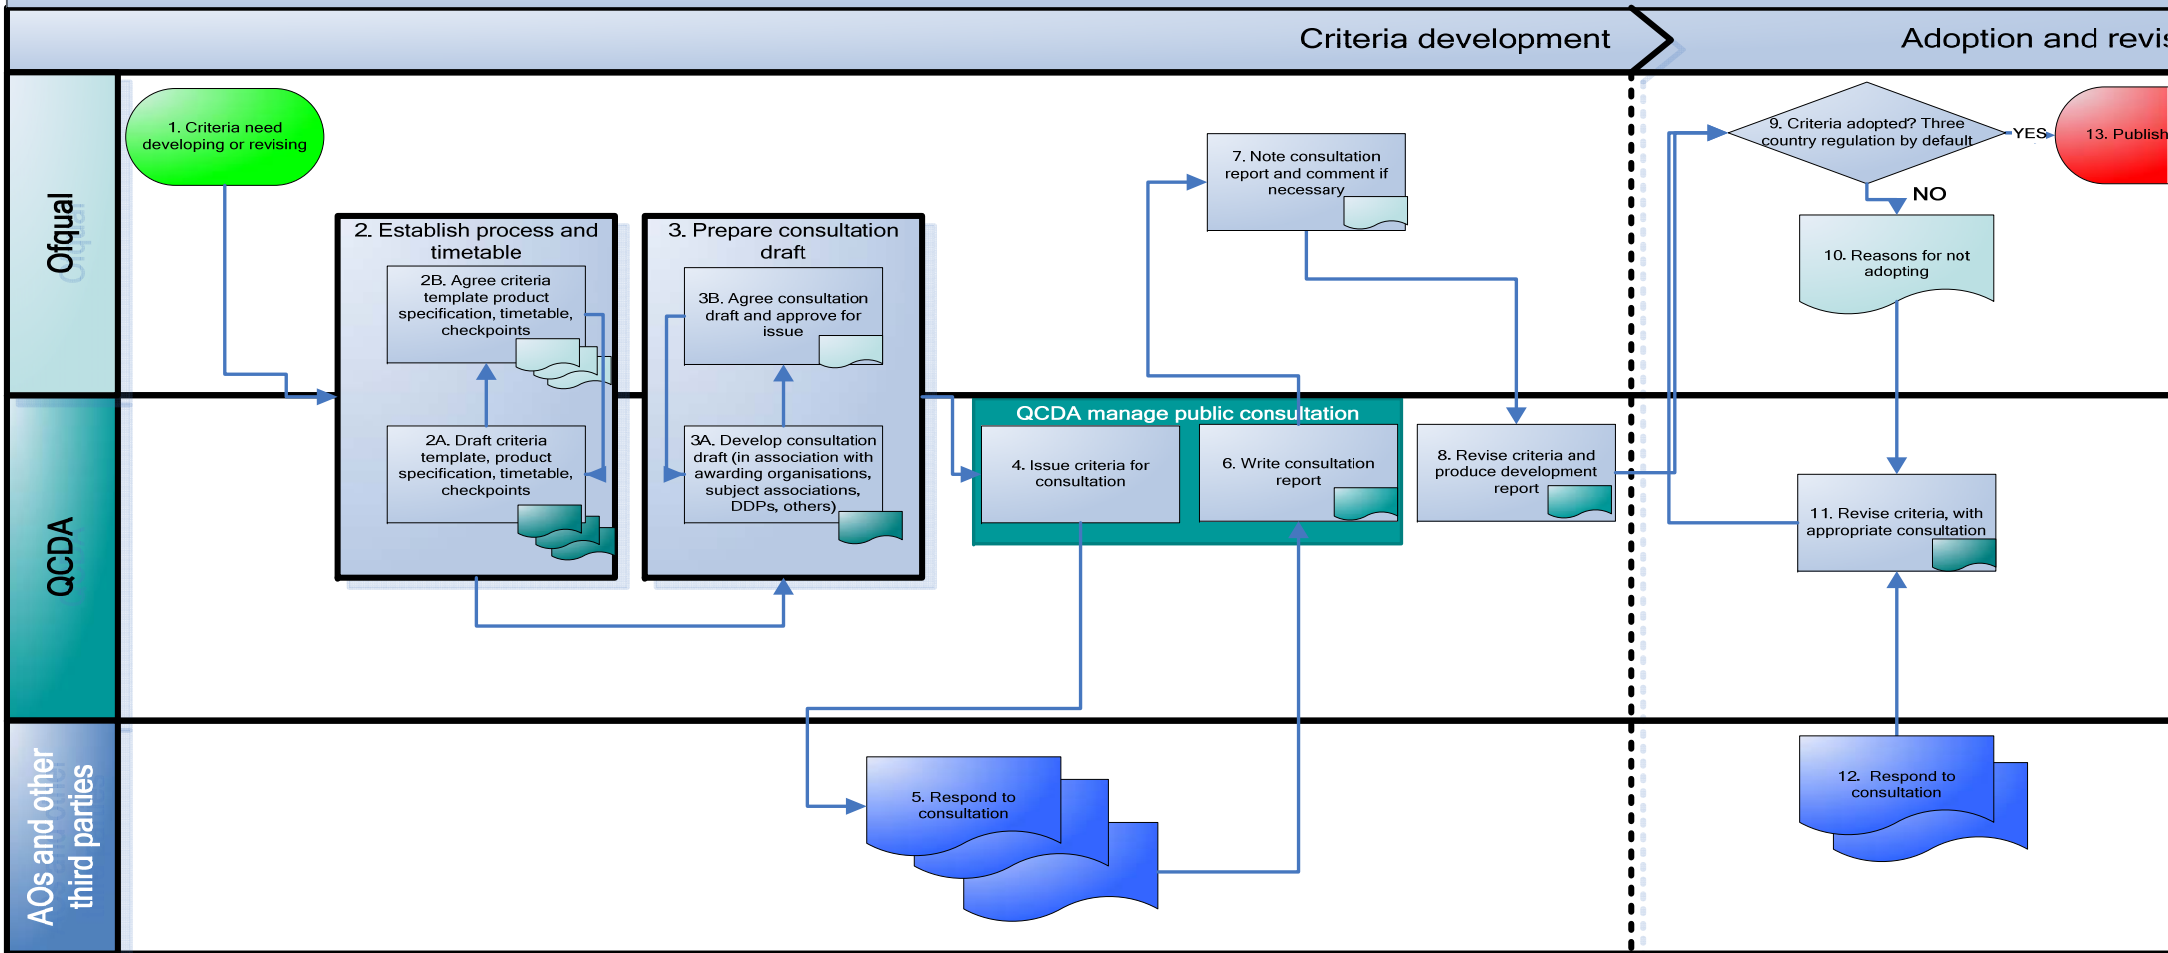 Criteria development
Adoption and revis
Ofqual
QCDA
AOs and other
third parties
1. Criteria need
developing or revising
2. Establish process and
timetable
2B. Agree criteria
template product
specification, timetable,
checkpoints
2A. Draft criteria
template, product
specification, timetable,
checkpoints
3. Prepare consultation
draft
3B. Agree consultation
draft and approve for
issue
3A. Develop consultation
draft (in association with
awarding organisations,
subject associations,
DDPs, others)
QCDA manage public consultation
4. Issue criteria for
consultation
6. Write consultation
report
5. Respond to
consultation
7. Note consultation
report and comment if
necessary
8. Revise criteria and
produce development
report
9. Criteria adopted? Three
country regulation by default
YES
NO
13. Publish
10. Reasons for not
adopting
11. Revise criteria, with
appropriate consultation
12. Respond to
consultation